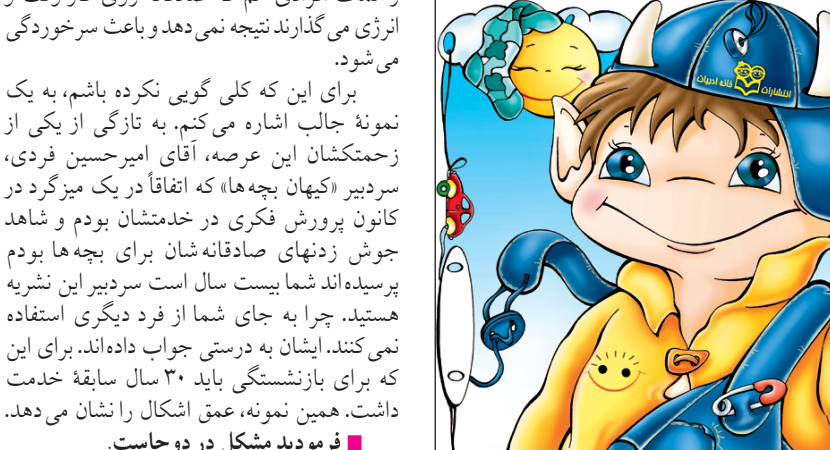 انرژی می‌گذارند نتیجه نمی‌دهد و باعث سرخوردگی
می‌شود.
برای این که کلی گویی نکرده باشم، به یک
نمونهٔ جالب اشاره می‌کنم. به تازگی از یکی از
زحمتکشان این عرصه، آقای امیرحسین فردی،
سردبیر «کیهان بچه‌ها» که اتفاقاً در یک میزگرد در
کانون پرورش فکری در خدمتشان بودم و شاهد
جوش زدنهای صادقانه‌شان برای بچه‌ها بودم
پرسیده‌اند شما بیست سال است سردبیر این نشریه
هستید. چرا به جای شما از فرد دیگری استفاده
نمی‌کنند. ایشان به درستی جواب داده‌اند. برای این
که برای بازنشستگی باید ۳۰ سال سابقهٔ خدمت
داشت. همین نمونه، عمق اشکال را نشان می‌دهد.
فرمودید مشکل در دو جاست.
انتشارات خانه ادبیات